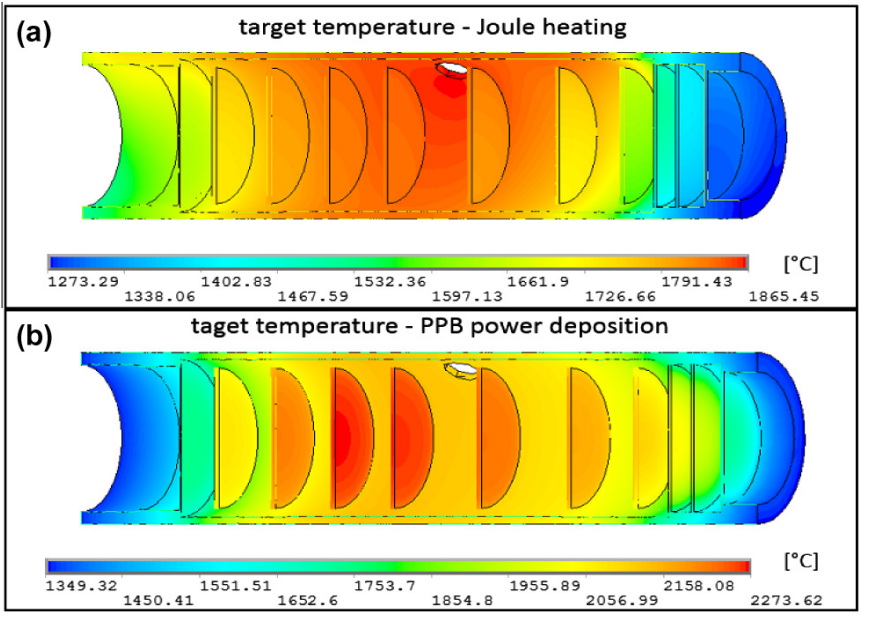 (a)
target temperature - Joule heating
[°C]
1273.29 1402.83 1532.36 1661.9 1791.43
1338.06 1467.59 1597.13 1726.66 1865.45
(b)
taget temperature - PPB power deposition
[°C]
1349.32 1551.51 1753.7 1955.89 2158.08
1450.41 1652.6 1854.8 2056.99 2273.62